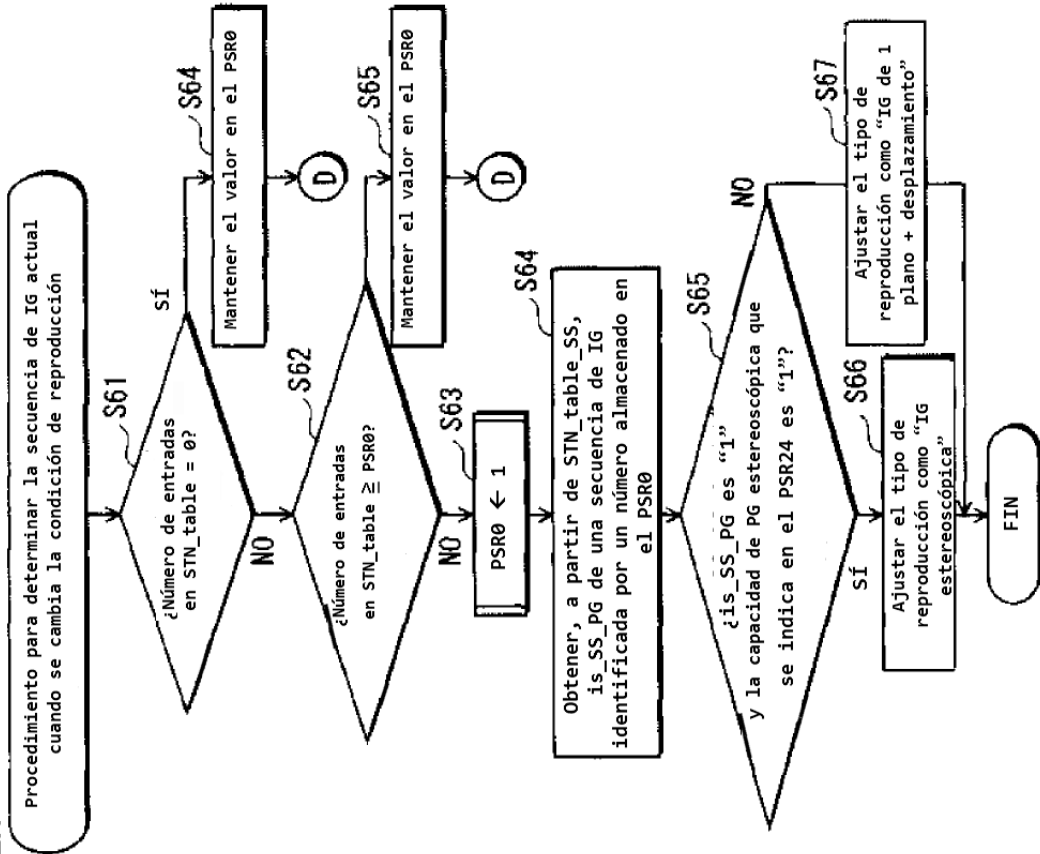 Procedimiento para determinar la secuencia de IG actual
cuando se cambia la condición de reproducción
S61
¿Número de entradas
en STN_table = 0?
SÍ
NO
S64
Mantener el valor en el PSR0
D
S62
¿Número de entradas
en STN_table ≧ PSR0?
NO
S65
Mantener el valor en el PSR0
D
S63
PSR0 ← 1
S64
Obtener, a partir de STN_table_SS,
is_SS_PG de una secuencia de IG
identificada por un número almacenado en
el PSR0
S65
¿is_SS_PG es “1”
y la capacidad de PG estereoscópica que
se indica en el PSR24 es “1”?
NO
SÍ
S66
Ajustar el tipo de
reproducción como “IG
estereoscópica”
S67
Ajustar el tipo de
reproducción como “IG de 1
plano + desplazamiento”
FIN